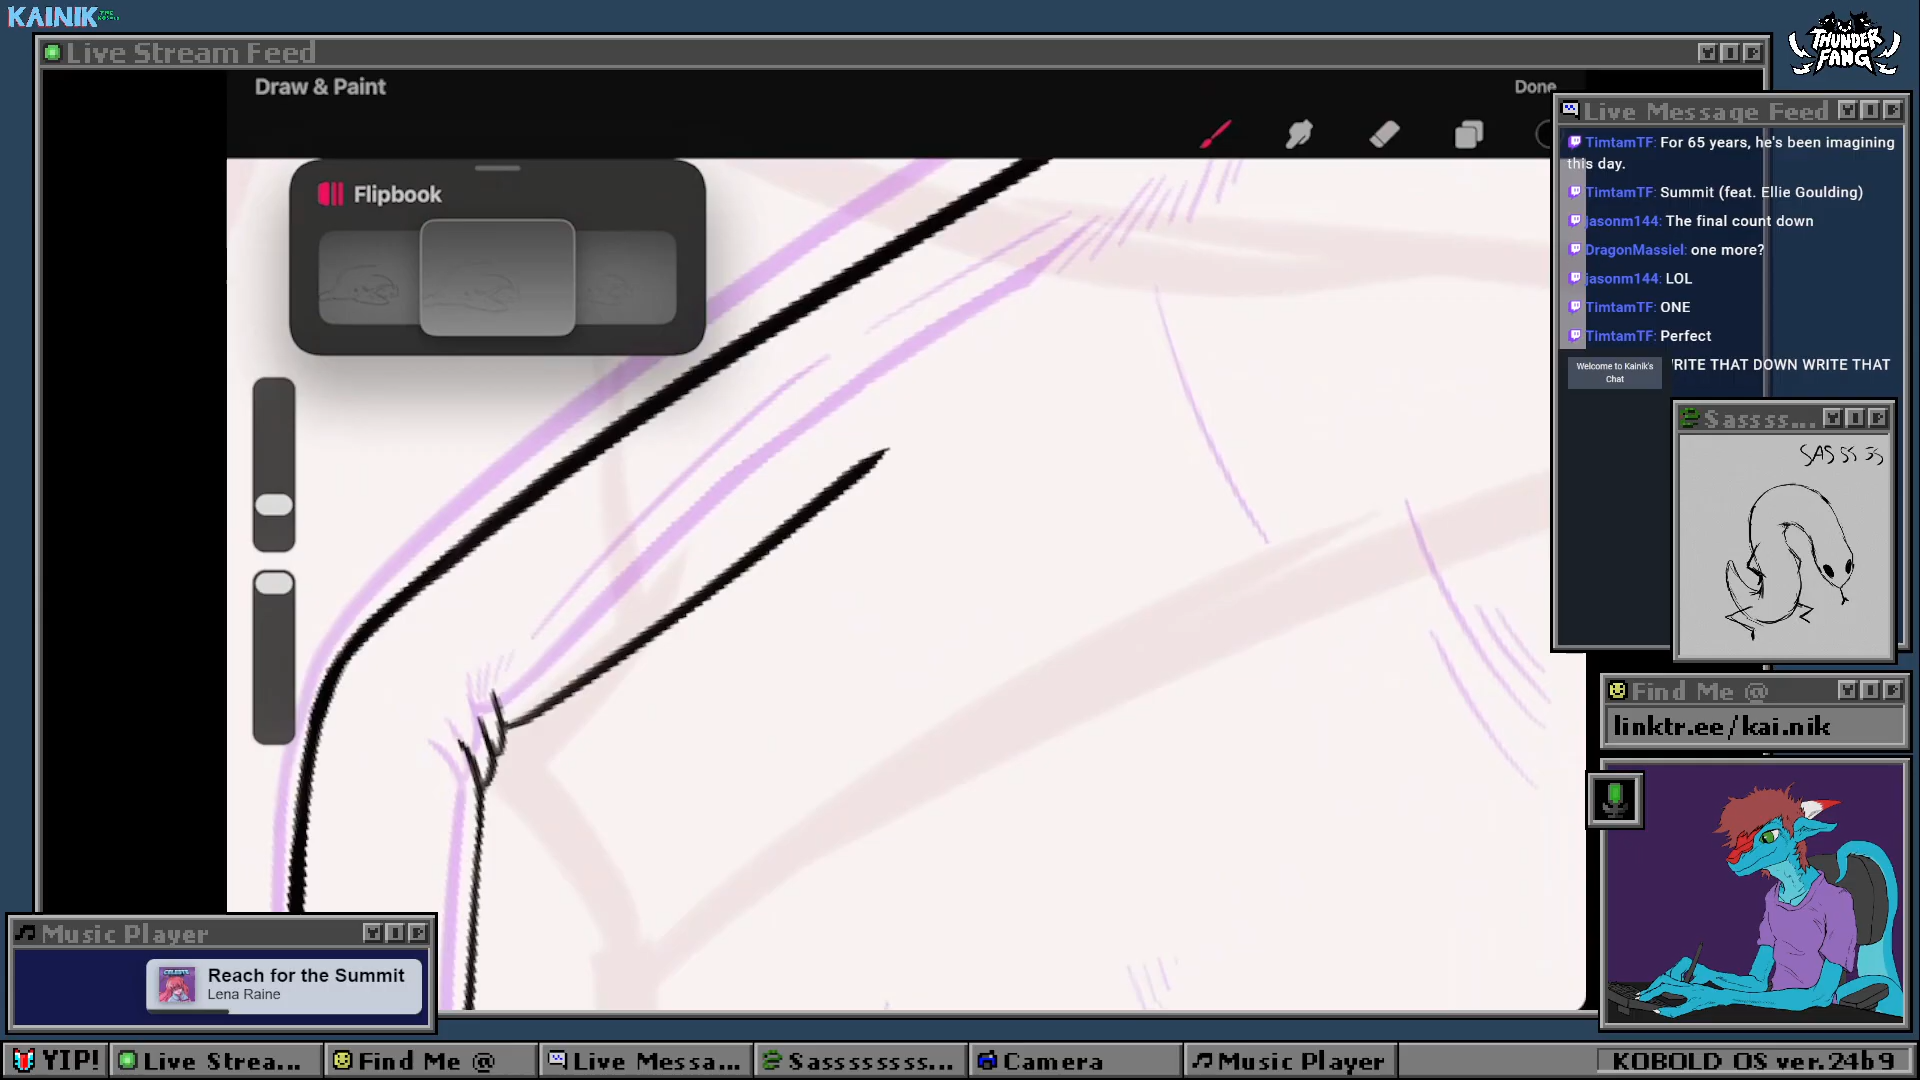 KAINIK
THUNDER
FANG
Live Stream Feed
Y I P
Draw & Paint
Done
Flipbook
Live Message Feed
Y I P
TimtamTF: For 65 years, he's been imagining
this day.
TimtamTF: Summit (feat. Ellie Goulding)
jasonm144: The final count down
DragonMassiel: one more?
jasonm144: LOL
TimtamTF: ONE
TimtamTF: Perfect
RITE THAT DOWN WRITE THAT
Welcome to Kainik's
Chat
Sassss...
Y I P
SASSSSS
Find Me @
Y I P
linktr.ee/kai.nik
Music Player
Y I P
CELESTE
Reach for the Summit
Lena Raine
YIP!
Live Strea...
Find Me @
Live Messa...
Sassssssss...
Camera
Music Player
KOBOLD OS ver.24b9